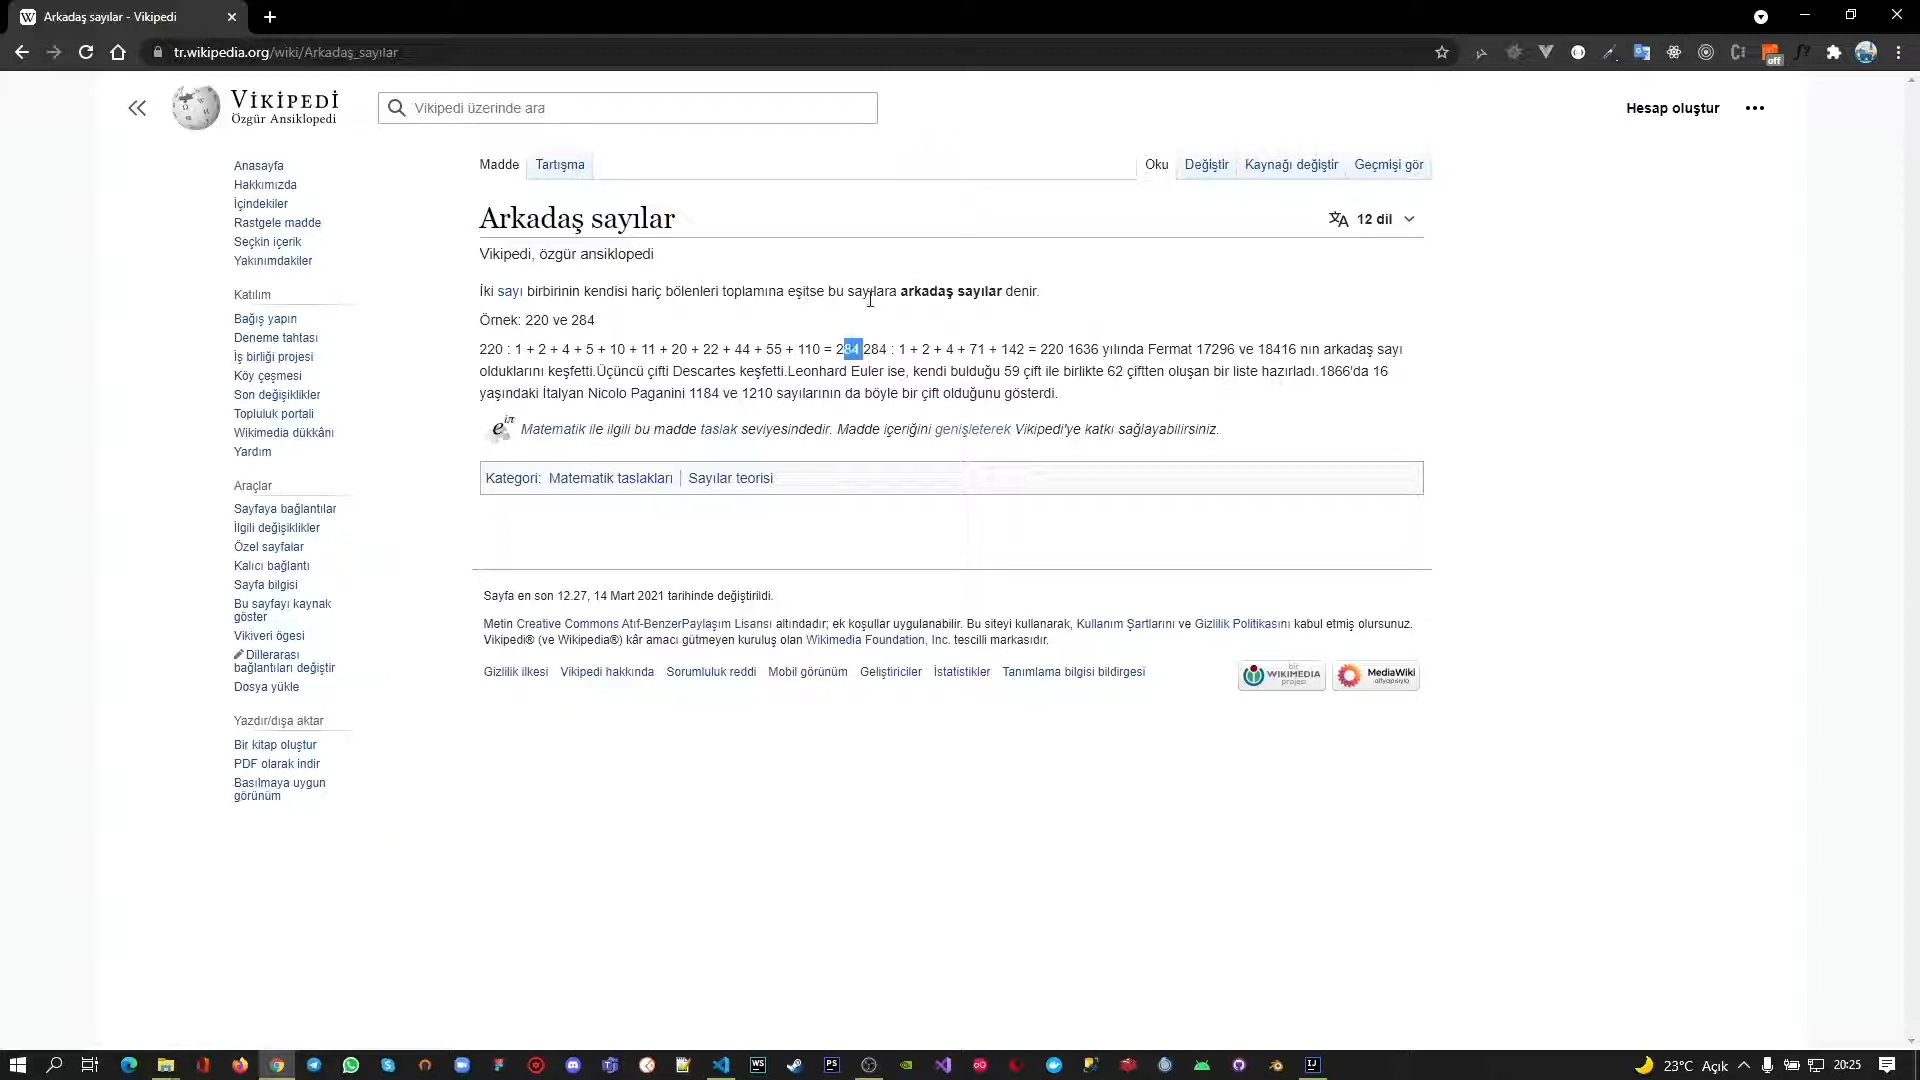 Arkadaş sayılar - Vikipedi
tr.wikipedia.org/wiki/Arkadaş_sayılar
off
VİKİPEDİ
Özgür Ansiklopedi
Vikipedi üzerinde ara
Hesap oluştur
Anasayfa
Hakkımızda
İçindekiler
Rastgele madde
Seçkin içerik
Yakınımdakiler
Katılım
Bağış yapın
Deneme tahtası
İş birliği projesi
Köy çeşmesi
Son değişiklikler
Topluluk portali
Wikimedia dükkânı
Yardım
Araçlar
Sayfaya bağlantılar
İlgili değişiklikler
Özel sayfalar
Kalıcı bağlantı
Sayfa bilgisi
Bu sayfayı kaynak
göster
Vikiveri ögesi
Dillerarası
bağlantıları değiştir
Dosya yükle
Yazdır/dışa aktar
Bir kitap oluştur
PDF olarak indir
Basılmaya uygun
görünüm
Madde Tartışma
Oku Değiştir Kaynağı değiştir Geçmişi gör
Arkadaş sayılar
12 dil
Vikipedi, özgür ansiklopedi
İki sayı birbirinin kendisi hariç bölenleri toplamına eşitse bu sayılara arkadaş sayılar denir.
Örnek: 220 ve 284
220 : 1 + 2 + 4 + 5 + 10 + 11 + 20 + 22 + 44 + 55 + 110 = 284 284 : 1 + 2 + 4 + 71 + 142 = 220 1636 yılında Fermat 17296 ve 18416 nın arkadaş sayı
olduklarını keşfetti.Üçüncü çifti Descartes keşfetti.Leonhard Euler ise, kendi bulduğu 59 çift ile birlikte 62 çiftten oluşan bir liste hazırladı.1866'da 16
yaşındaki İtalyan Nicolo Paganini 1184 ve 1210 sayılarının da böyle bir çift olduğunu gösterdi.
e^iπ Matematik ile ilgili bu madde taslak seviyesindedir. Madde içeriğini genişleterek Vikipedi'ye katkı sağlayabilirsiniz.
Kategori: Matematik taslakları | Sayılar teorisi
Sayfa en son 12.27, 14 Mart 2021 tarihinde değiştirildi.
Metin Creative Commons Atıf-BenzerPaylaşım Lisansı altındadır; ek koşullar uygulanabilir. Bu siteyi kullanarak, Kullanım Şartlarını ve Gizlilik Politikasını kabul etmiş olursunuz.
Vikipedi® (ve Wikipedia®) kâr amacı gütmeyen kuruluş olan Wikimedia Foundation, Inc. tescilli markasıdır.
Gizlilik ilkesi Vikipedi hakkında Sorumluluk reddi Mobil görünüm Geliştiriciler İstatistikler Tanımlama bilgisi bildirgesi
bir
WIKIMEDIA
projesi
MediaWiki
altyapısıyla
23°C Açık
20:25